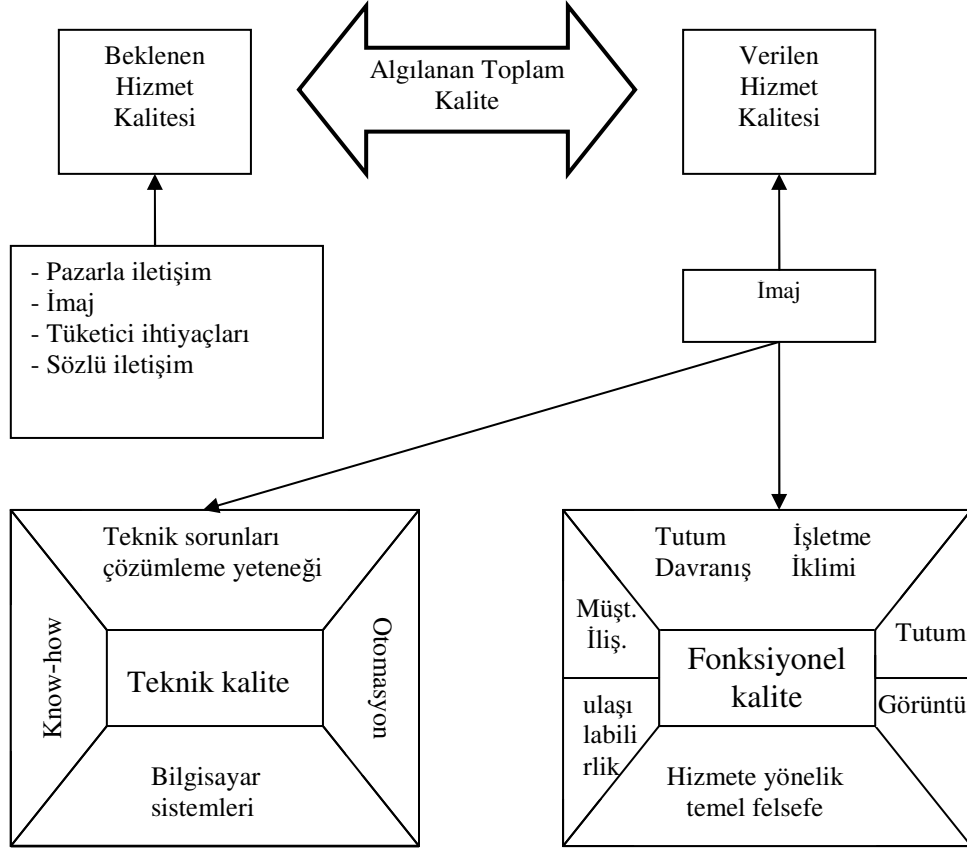 Beklenen
Hizmet
Kalitesi
Algılanan Toplam
Kalite
Verilen
Hizmet
Kalitesi
- Pazarla iletişim
- İmaj
- Tüketici ihtiyaçları
- Sözlü iletişim
Imaj
Teknik sorunları
çözümleme yeteneği
Know-how
Teknik kalite
Otomasyon
Bilgisayar
sistemleri
Tutum İşletme
Davranış İklimi
Müşt.
İliş.
Fonksiyonel
kalite
Tutum
ulaşı
labili
rlik
Görüntü
Hizmete yönelik
temel felsefe